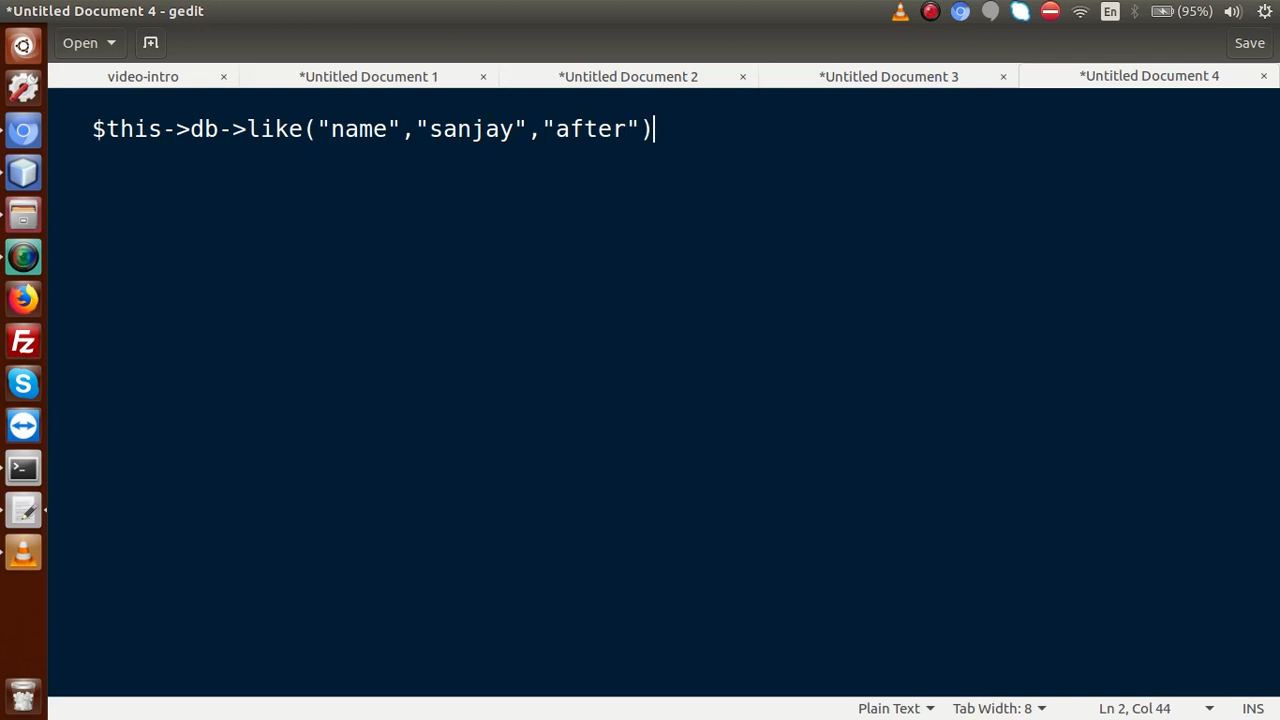 *Untitled Document 4 - gedit
En
(95%)
Open
Save
video-intro × *Untitled Document 1 × *Untitled Document 2 × *Untitled Document 3 × *Untitled Document 4 ×
$this->db->like("name","sanjay","after")
Plain Text Tab Width: 8 Ln 2, Col 44 INS